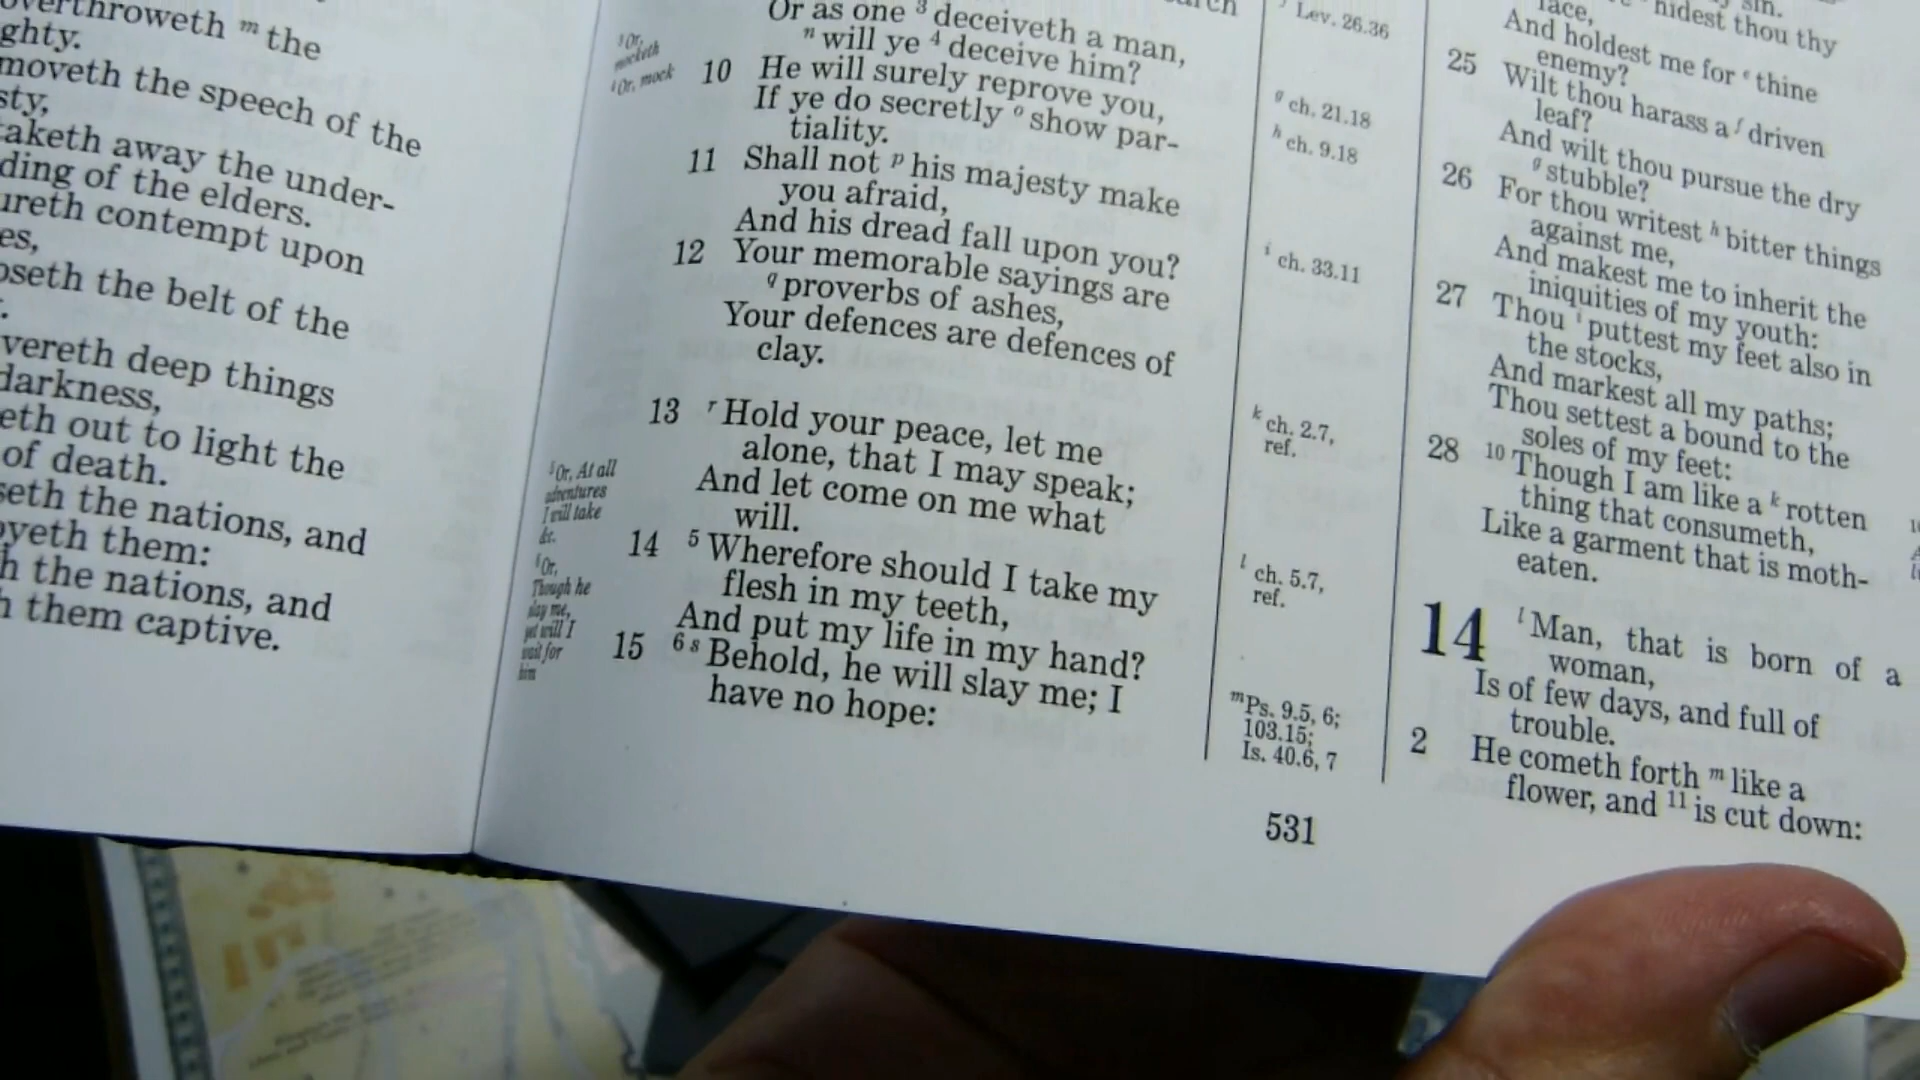 overthroweth m the
ghty.
moveth the speech of the
sty,
taketh away the under-
ding of the elders.
ureth contempt upon
es,
oseth the belt of the
vereth deep things
darkness,
eth out to light the
of death.
seth the nations, and
oyeth them:
h the nations, and
h them captive.
3 Or, mocketh
4 Or, mock
5 Or, At all
adventures
I will take
&c.
6 Or,
Though he
slay me,
yet will I
wait for
him
Or as one 3 deceiveth a man,
n will ye 4 deceive him?
10 He will surely reprove you,
If ye do secretly o show par-
tiality.
11 Shall not p his majesty make
you afraid,
And his dread fall upon you?
12 Your memorable sayings are
q proverbs of ashes,
Your defences are defences of
clay.
13 r Hold your peace, let me
alone, that I may speak;
And let come on me what
will.
14 5 Wherefore should I take my
flesh in my teeth,
And put my life in my hand?
15 6 s Behold, he will slay me; I
have no hope:
Lev. 26.36
g ch. 21.18
h ch. 9.18
i ch. 33.11
k ch. 2.7,
ref.
l ch. 5.7,
ref.
m Ps. 9.5, 6;
103.15;
Is. 40.6, 7
sin.
hidest thou thy
face,
And holdest me for e thine
enemy?
25 Wilt thou harass a f driven
leaf?
And wilt thou pursue the dry
g stubble?
26 For thou writest h bitter things
against me,
And makest me to inherit the
iniquities of my youth:
27 Thou i puttest my feet also in
the stocks,
And markest all my paths;
Thou settest a bound to the
soles of my feet:
28 10 Though I am like a k rotten
thing that consumeth,
Like a garment that is moth-
eaten.
14 l Man, that is born of a
woman,
Is of few days, and full of
trouble.
2 He cometh forth m like a
flower, and 11 is cut down:
531